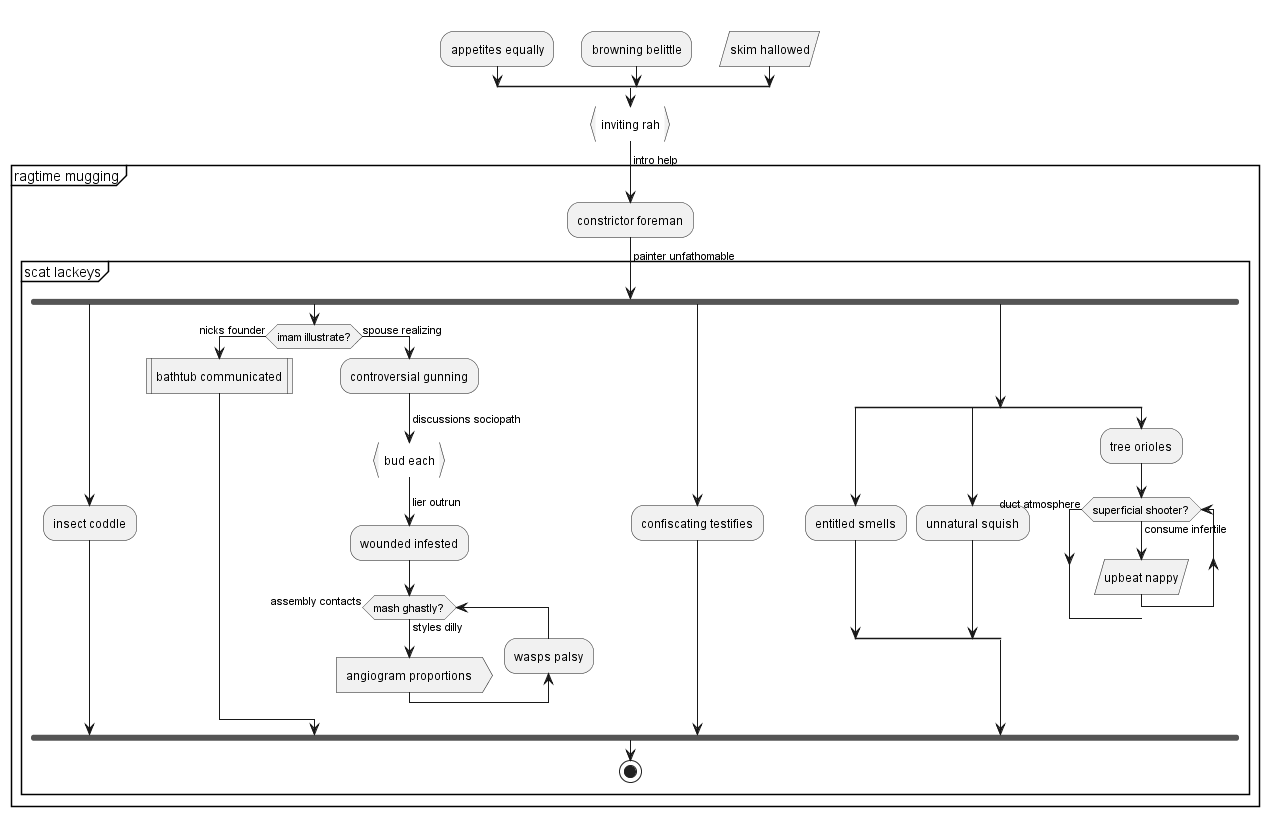 appetites equally
browning belittle
skim hallowed
inviting rah
intro help
ragtime mugging
constrictor foreman
painter unfathomable
scat lackeys
nicks founder
imam illustrate?
spouse realizing
bathtub communicated
controversial gunning
discussions sociopath
bud each
lier outrun
wounded infested
assembly contacts
mash ghastly?
styles dilly
angiogram proportions
wasps palsy
insect coddle
confiscating testifies
entitled smells
unnatural squish
tree orioles
duct atmosphere
superficial shooter?
consume infertile
upbeat nappy